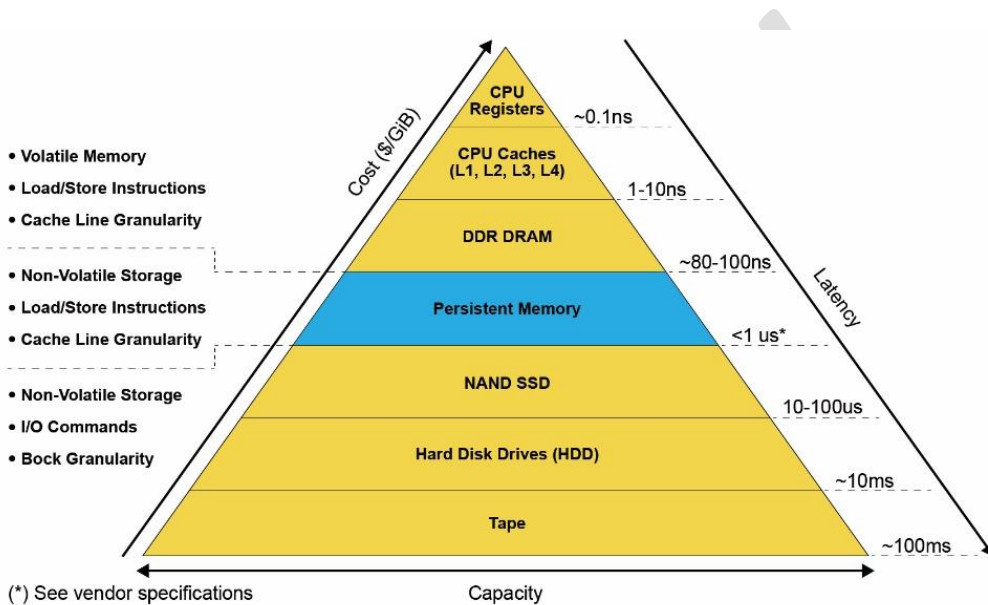 CPU
Registers
~0.1ns
CPU Caches
(L1, L2, L3, L4)
1-10ns
DDR DRAM
~80-100ns
Persistent Memory
<1 us*
NAND SSD
10-100us
Hard Disk Drives (HDD)
~10ms
Tape
~100ms
Cost ($/GiB)
Latency
• Volatile Memory
• Load/Store Instructions
• Cache Line Granularity
• Non-Volatile Storage
• Load/Store Instructions
• Cache Line Granularity
• Non-Volatile Storage
• I/O Commands
• Bock Granularity
(*) See vendor specifications
Capacity